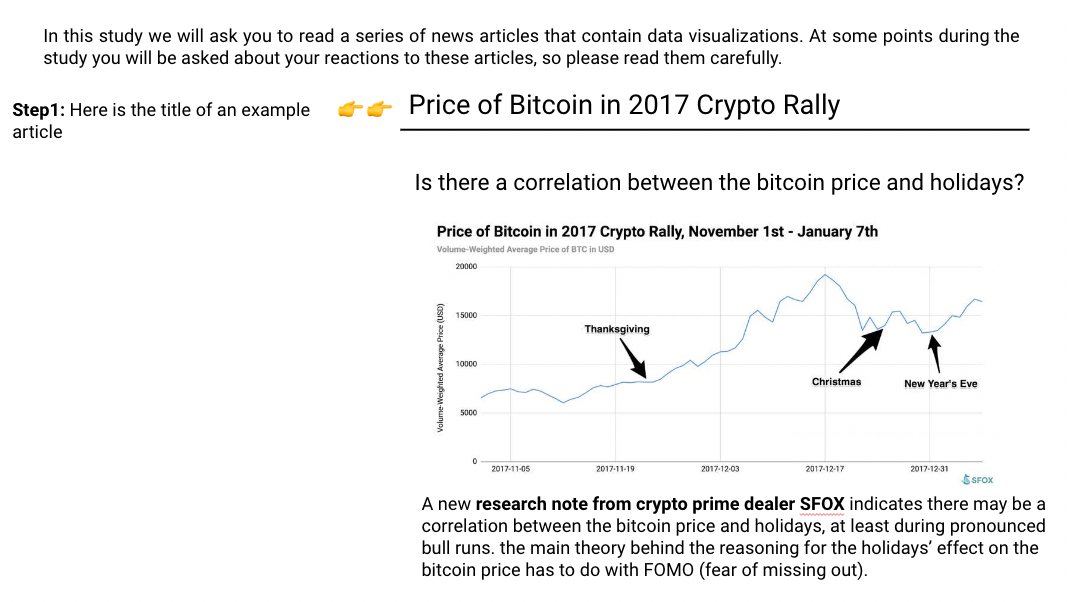 In this study we will ask you to read a series of news articles that contain data visualizations. At some points during the
study you will be asked about your reactions to these articles, so please read them carefully.
Step1: Here is the title of an example
article
Price of Bitcoin in 2017 Crypto Rally
Is there a correlation between the bitcoin price and holidays?
Price of Bitcoin in 2017 Crypto Rally, November 1st - January 7th
Volume-Weighted Average Price of BTC in USD
Volume-Weighted Average Price (USD)
20000
15000
10000
5000
0
Thanksgiving
Christmas
New Year's Eve
2017-11-05
2017-11-19
2017-12-03
2017-12-17
2017-12-31
SFOX
A new research note from crypto prime dealer SFOX indicates there may be a
correlation between the bitcoin price and holidays, at least during pronounced
bull runs. the main theory behind the reasoning for the holidays’ effect on the
bitcoin price has to do with FOMO (fear of missing out).